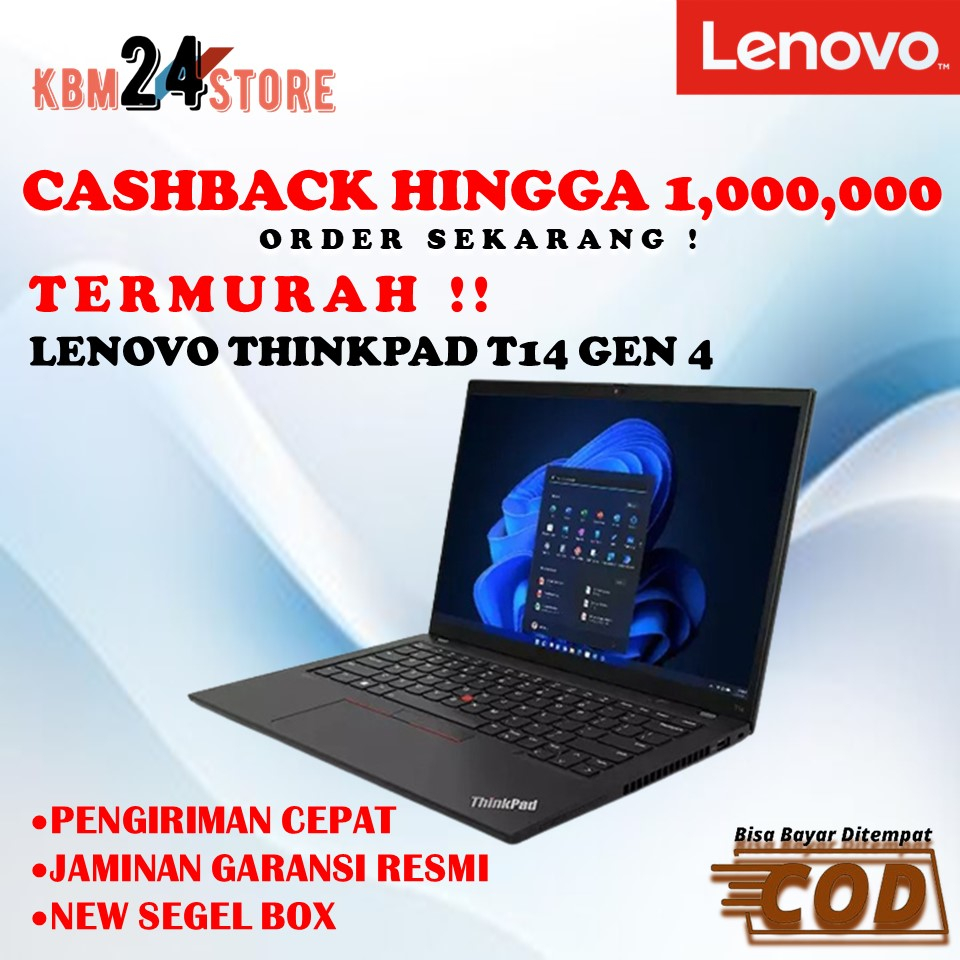 KBM24STORE
Lenovo™
CASHBACK HINGGA 1,000,000
ORDER SEKARANG !
TERMURAH !!
LENOVO THINKPAD T14 GEN 4
ThinkPad
•PENGIRIMAN CEPAT
•JAMINAN GARANSI RESMI
•NEW SEGEL BOX
Bisa Bayar Ditempat
COD